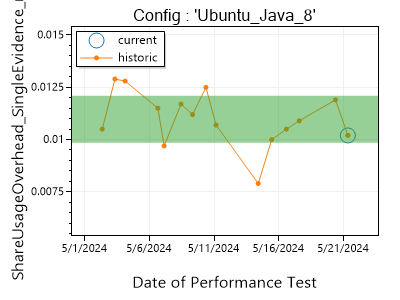 Config : 'Ubuntu_Java_8'
ShareUsageOverhead_SingleEvidence_
0.015
0.0125
0.01
0.0075
current
historic
5/1/2024
5/6/2024
5/11/2024
5/16/2024
5/21/2024
Date of Performance Test